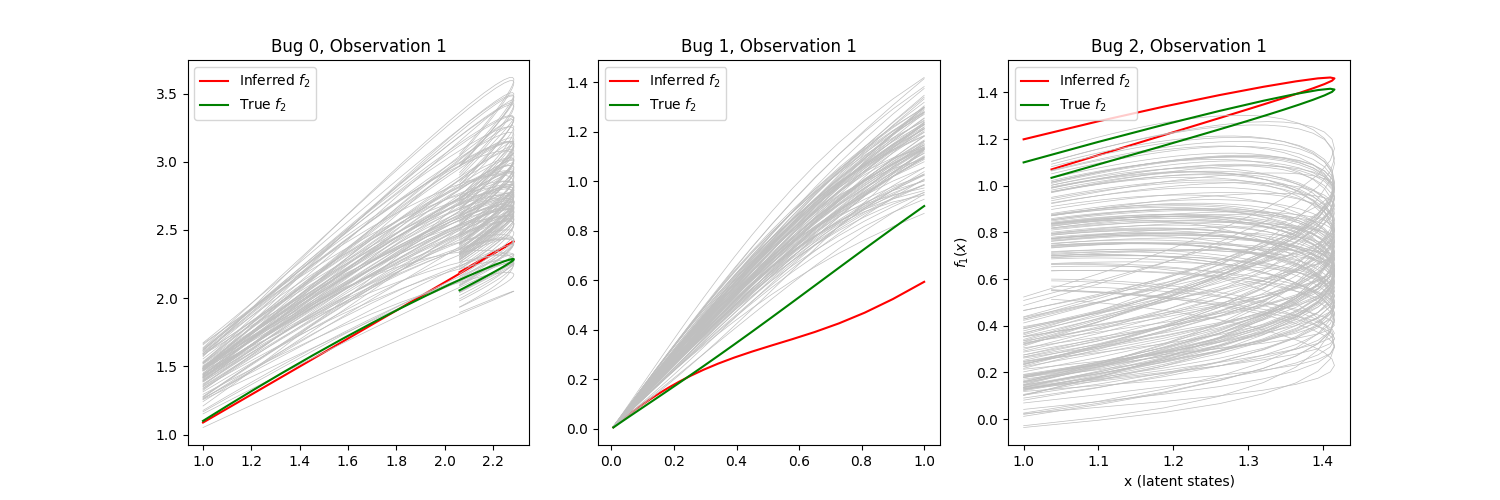 Bug 0, Observation 1
Inferred f₂
True f₂
3.5
3.0
2.5
2.0
1.5
1.0
1.0 1.2 1.4 1.6 1.8 2.0 2.2
Bug 1, Observation 1
Inferred f₂
True f₂
1.4
1.2
1.0
0.8
0.6
0.4
0.2
0.0
0.0 0.2 0.4 0.6 0.8 1.0
Bug 2, Observation 1
Inferred f₂
True f₂
f₁(x)
1.4
1.2
1.0
0.8
0.6
0.4
0.2
0.0
1.0 1.1 1.2 1.3 1.4
x (latent states)